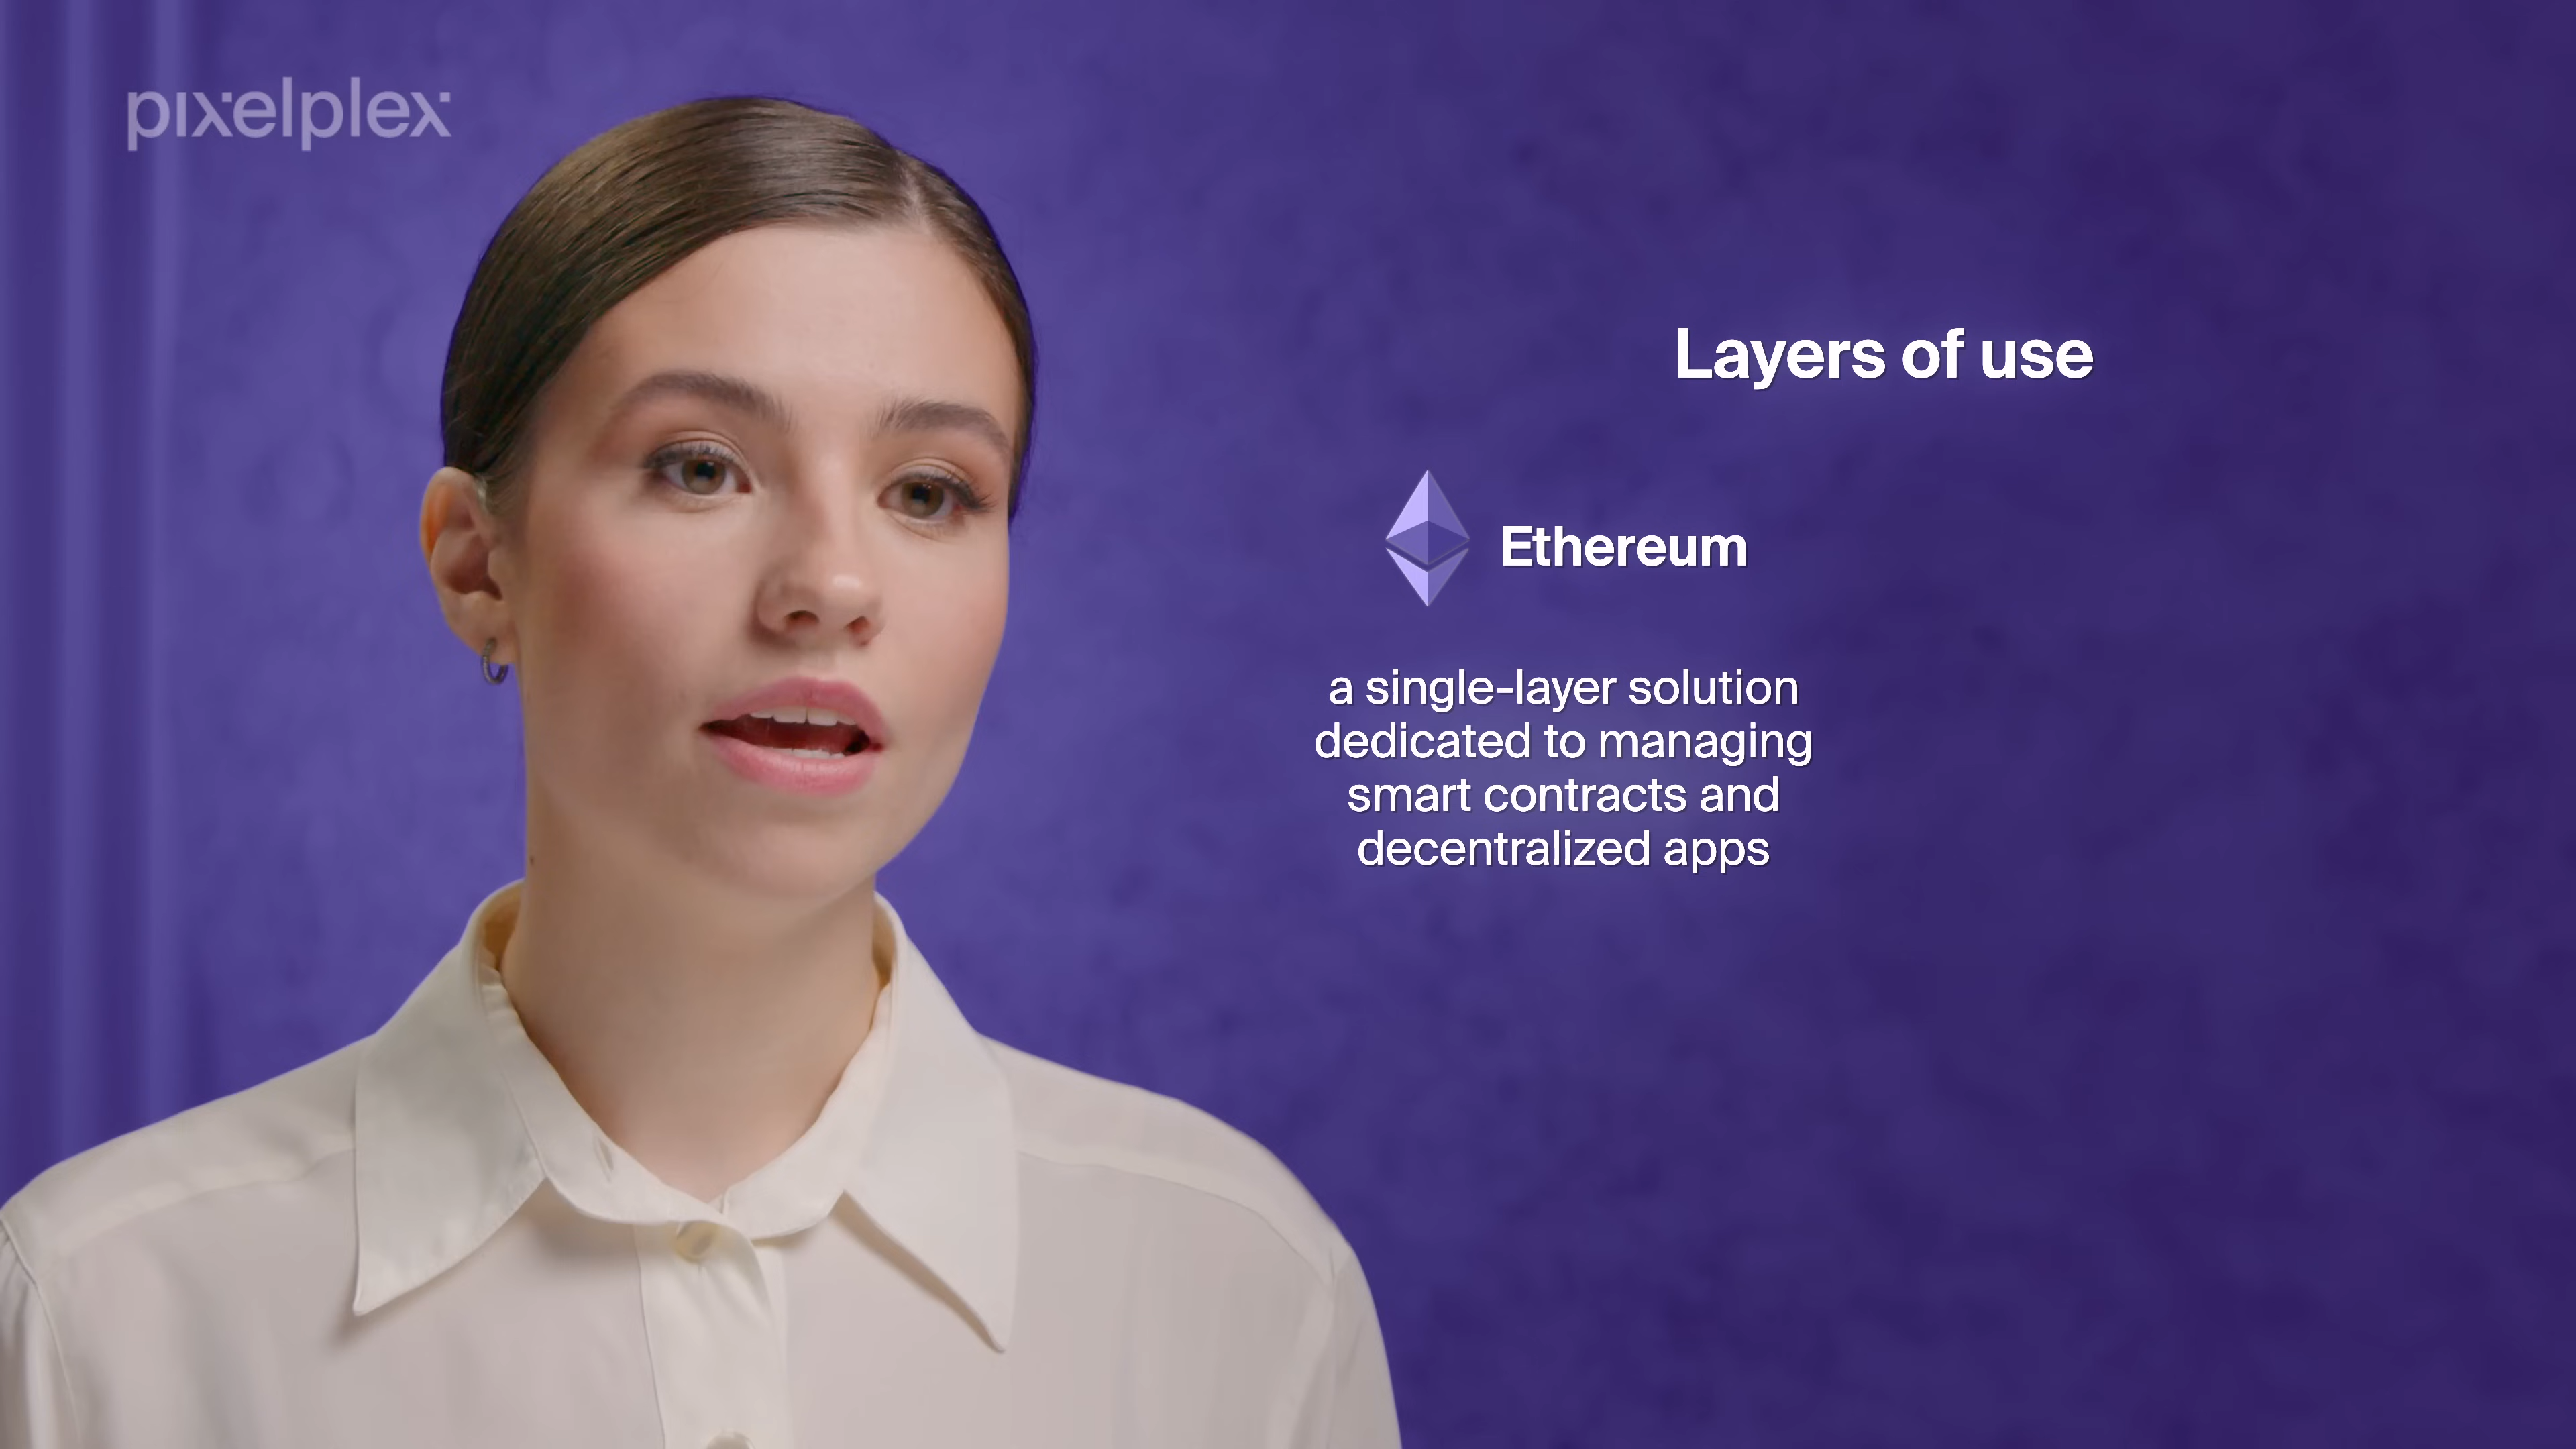 pixelplex
Layers of use
Ethereum
a single-layer solution
dedicated to managing
smart contracts and
decentralized apps